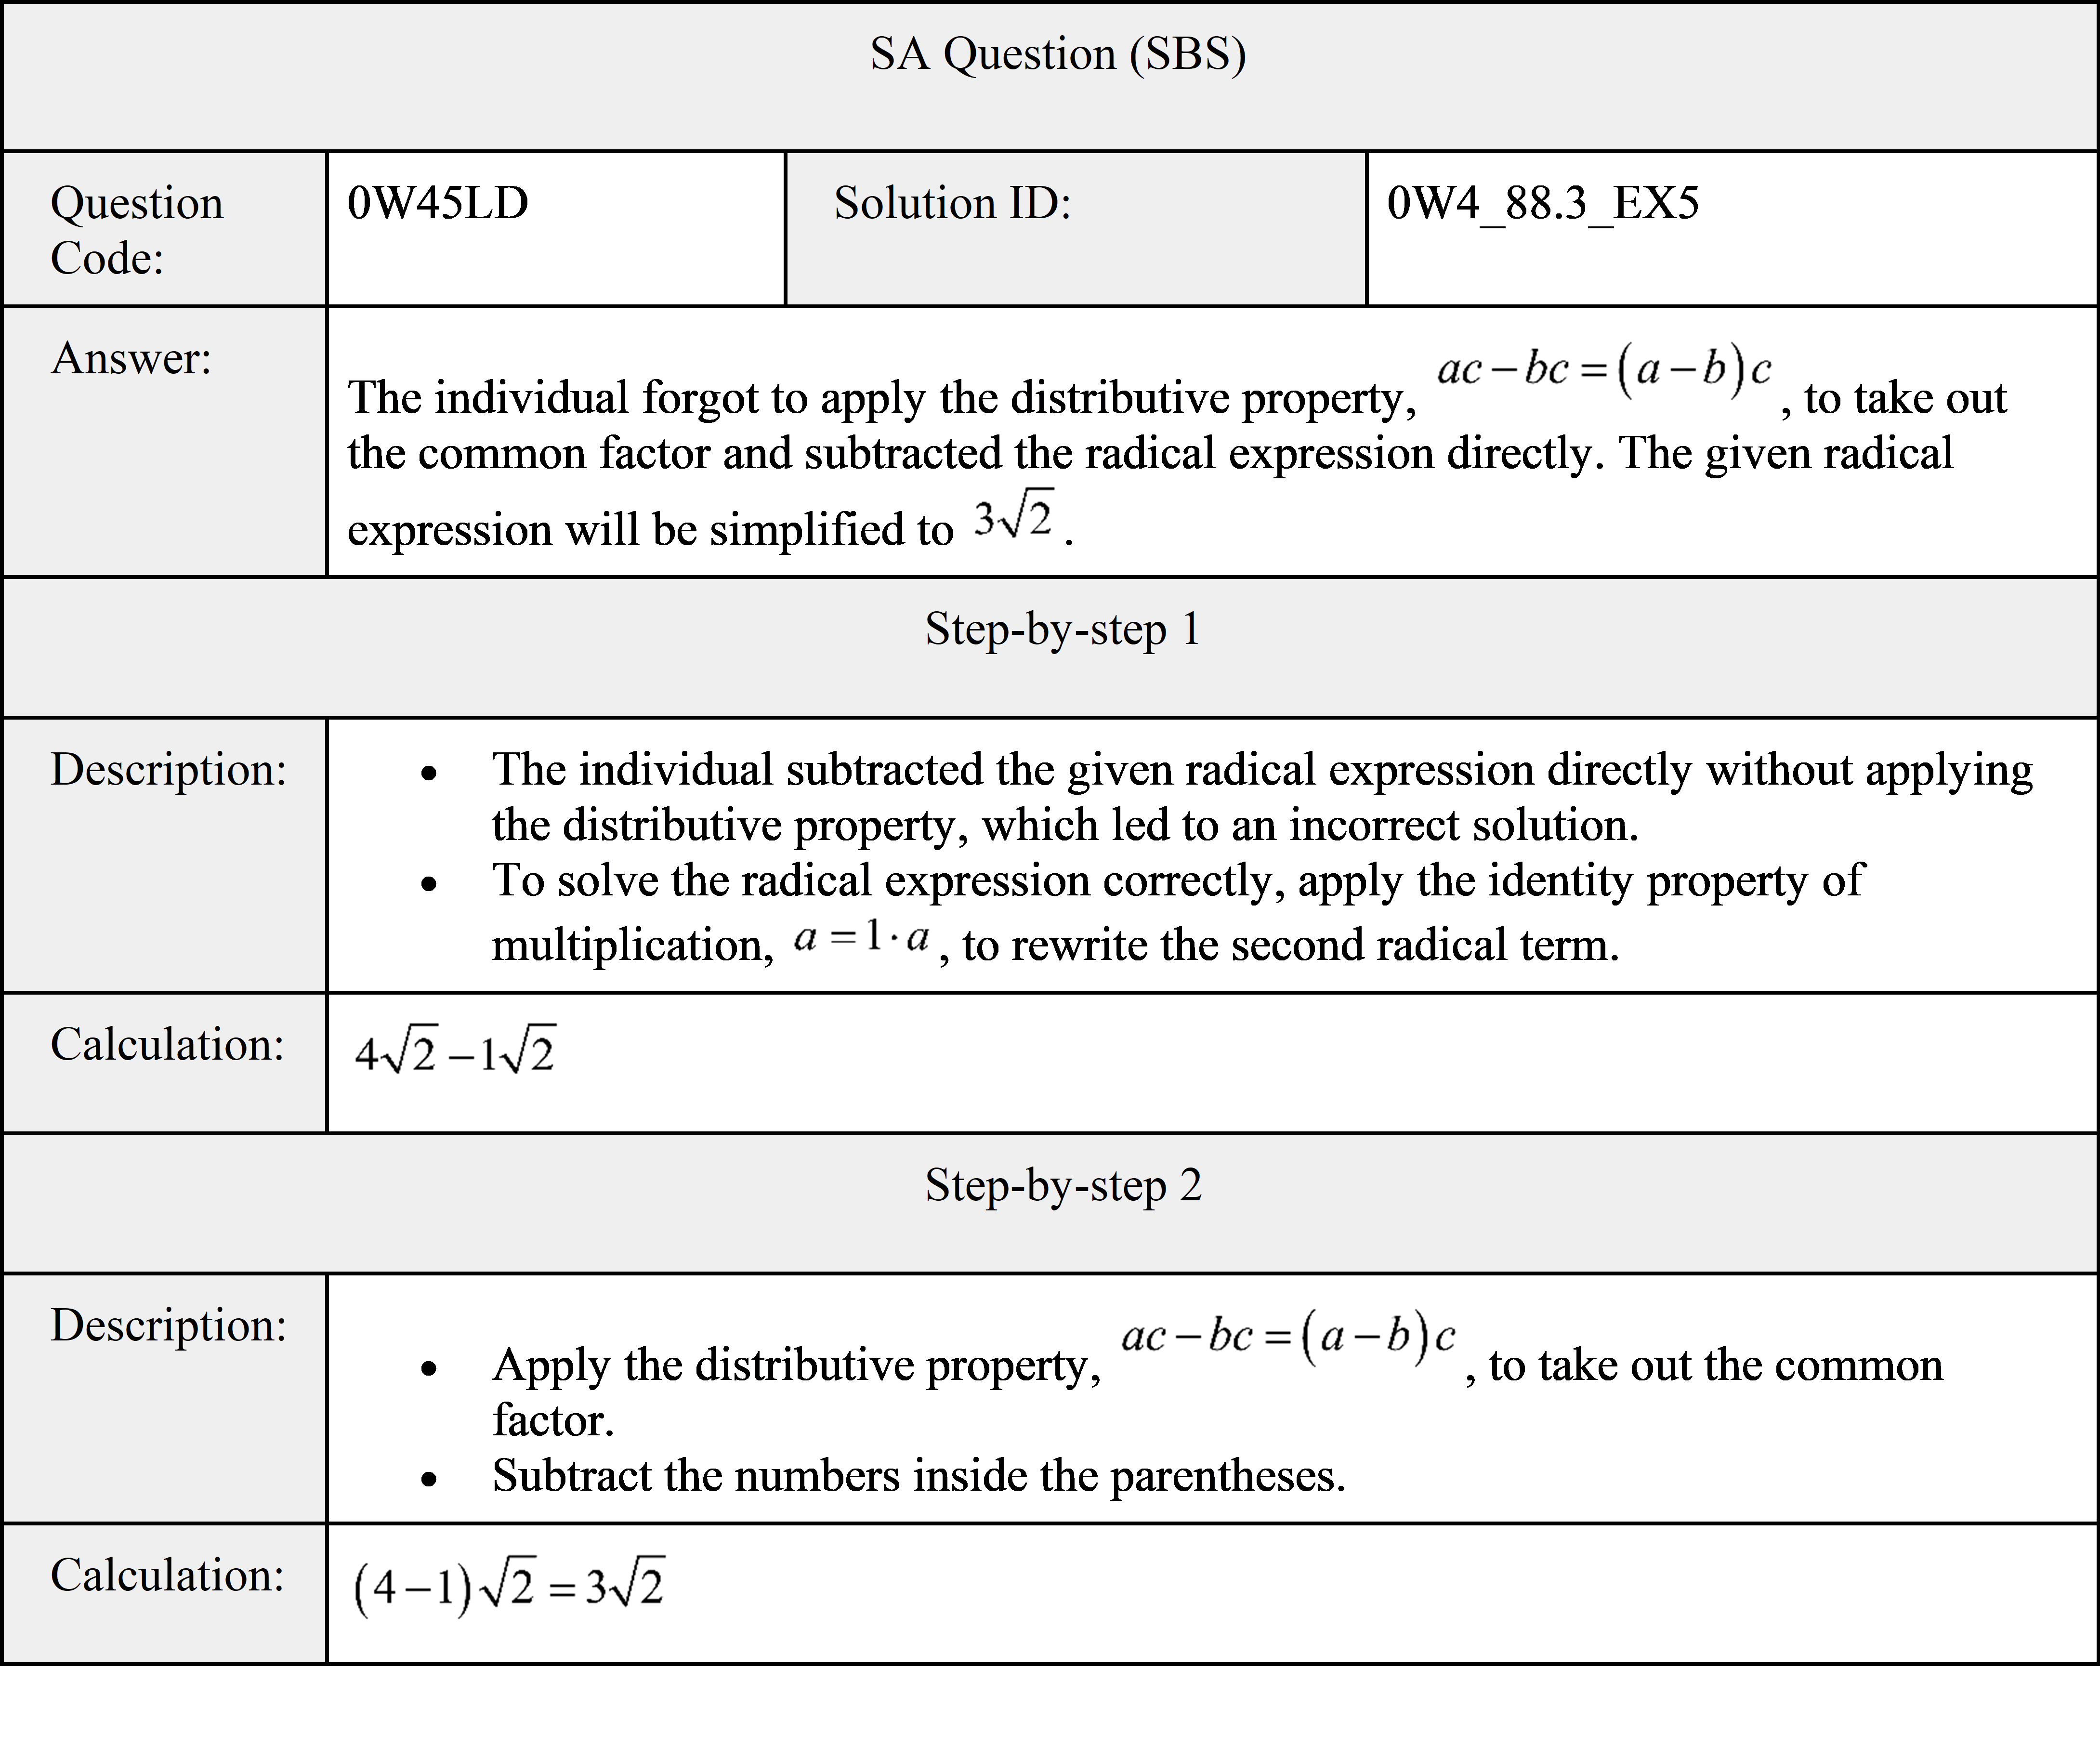 SA Question (SBS)
Question Code:
0W45LD
Solution ID:
0W4_88.3_EX5
Answer:
The individual forgot to apply the distributive property, ac − bc = (a − b)c , to take out
the common factor and subtracted the radical expression directly. The given radical
expression will be simplified to 3√2 .
Step-by-step 1
Description:
• The individual subtracted the given radical expression directly without applying
the distributive property, which led to an incorrect solution.
• To solve the radical expression correctly, apply the identity property of
multiplication, a = 1 · a , to rewrite the second radical term.
Calculation:
4√2 − 1√2
Step-by-step 2
Description:
• Apply the distributive property, ac − bc = (a − b)c , to take out the common
factor.
• Subtract the numbers inside the parentheses.
Calculation:
(4 − 1)√2 = 3√2